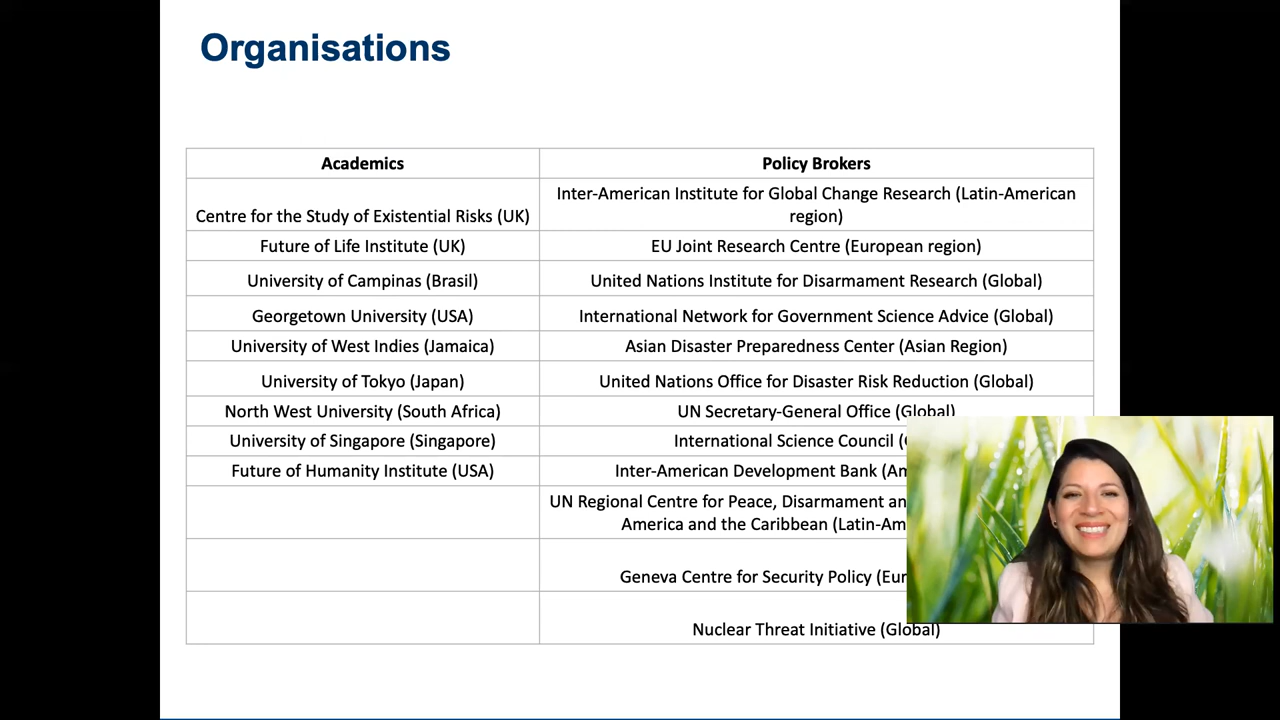 Organisations
Academics
Policy Brokers
Centre for the Study of Existential Risks (UK)
Inter-American Institute for Global Change Research (Latin-American
region)
Future of Life Institute (UK)
EU Joint Research Centre (European region)
University of Campinas (Brasil)
United Nations Institute for Disarmament Research (Global)
Georgetown University (USA)
International Network for Government Science Advice (Global)
University of West Indies (Jamaica)
Asian Disaster Preparedness Center (Asian Region)
University of Tokyo (Japan)
United Nations Office for Disaster Risk Reduction (Global)
North West University (South Africa)
UN Secretary-General Office (Global)
University of Singapore (Singapore)
International Science Council
Future of Humanity Institute (USA)
Inter-American Development Bank
UN Regional Centre for Peace, Disarmament
America and the Caribbean
Geneva Centre for Security Policy
Nuclear Threat Initiative (Global)